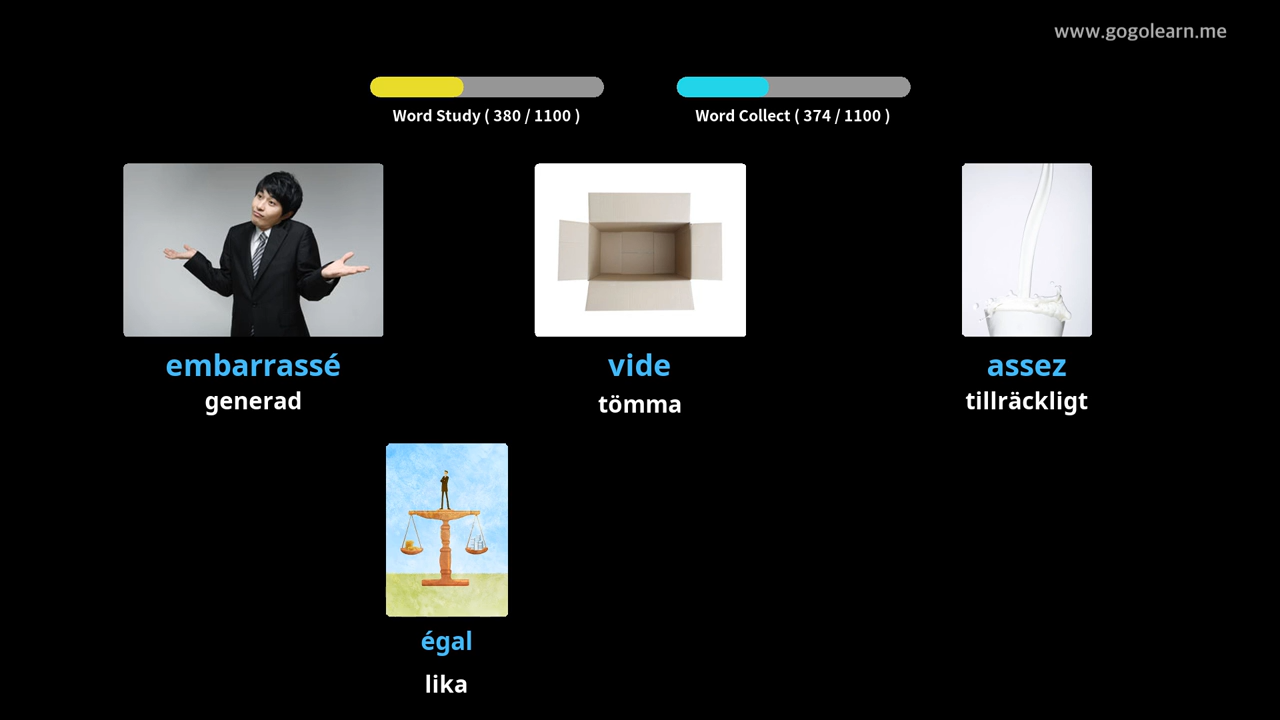 www.gogolearn.me
Word Study ( 380 / 1100 )
Word Collect ( 374 / 1100 )
embarrassé
generad
vide
tömma
assez
tillräckligt
égal
lika